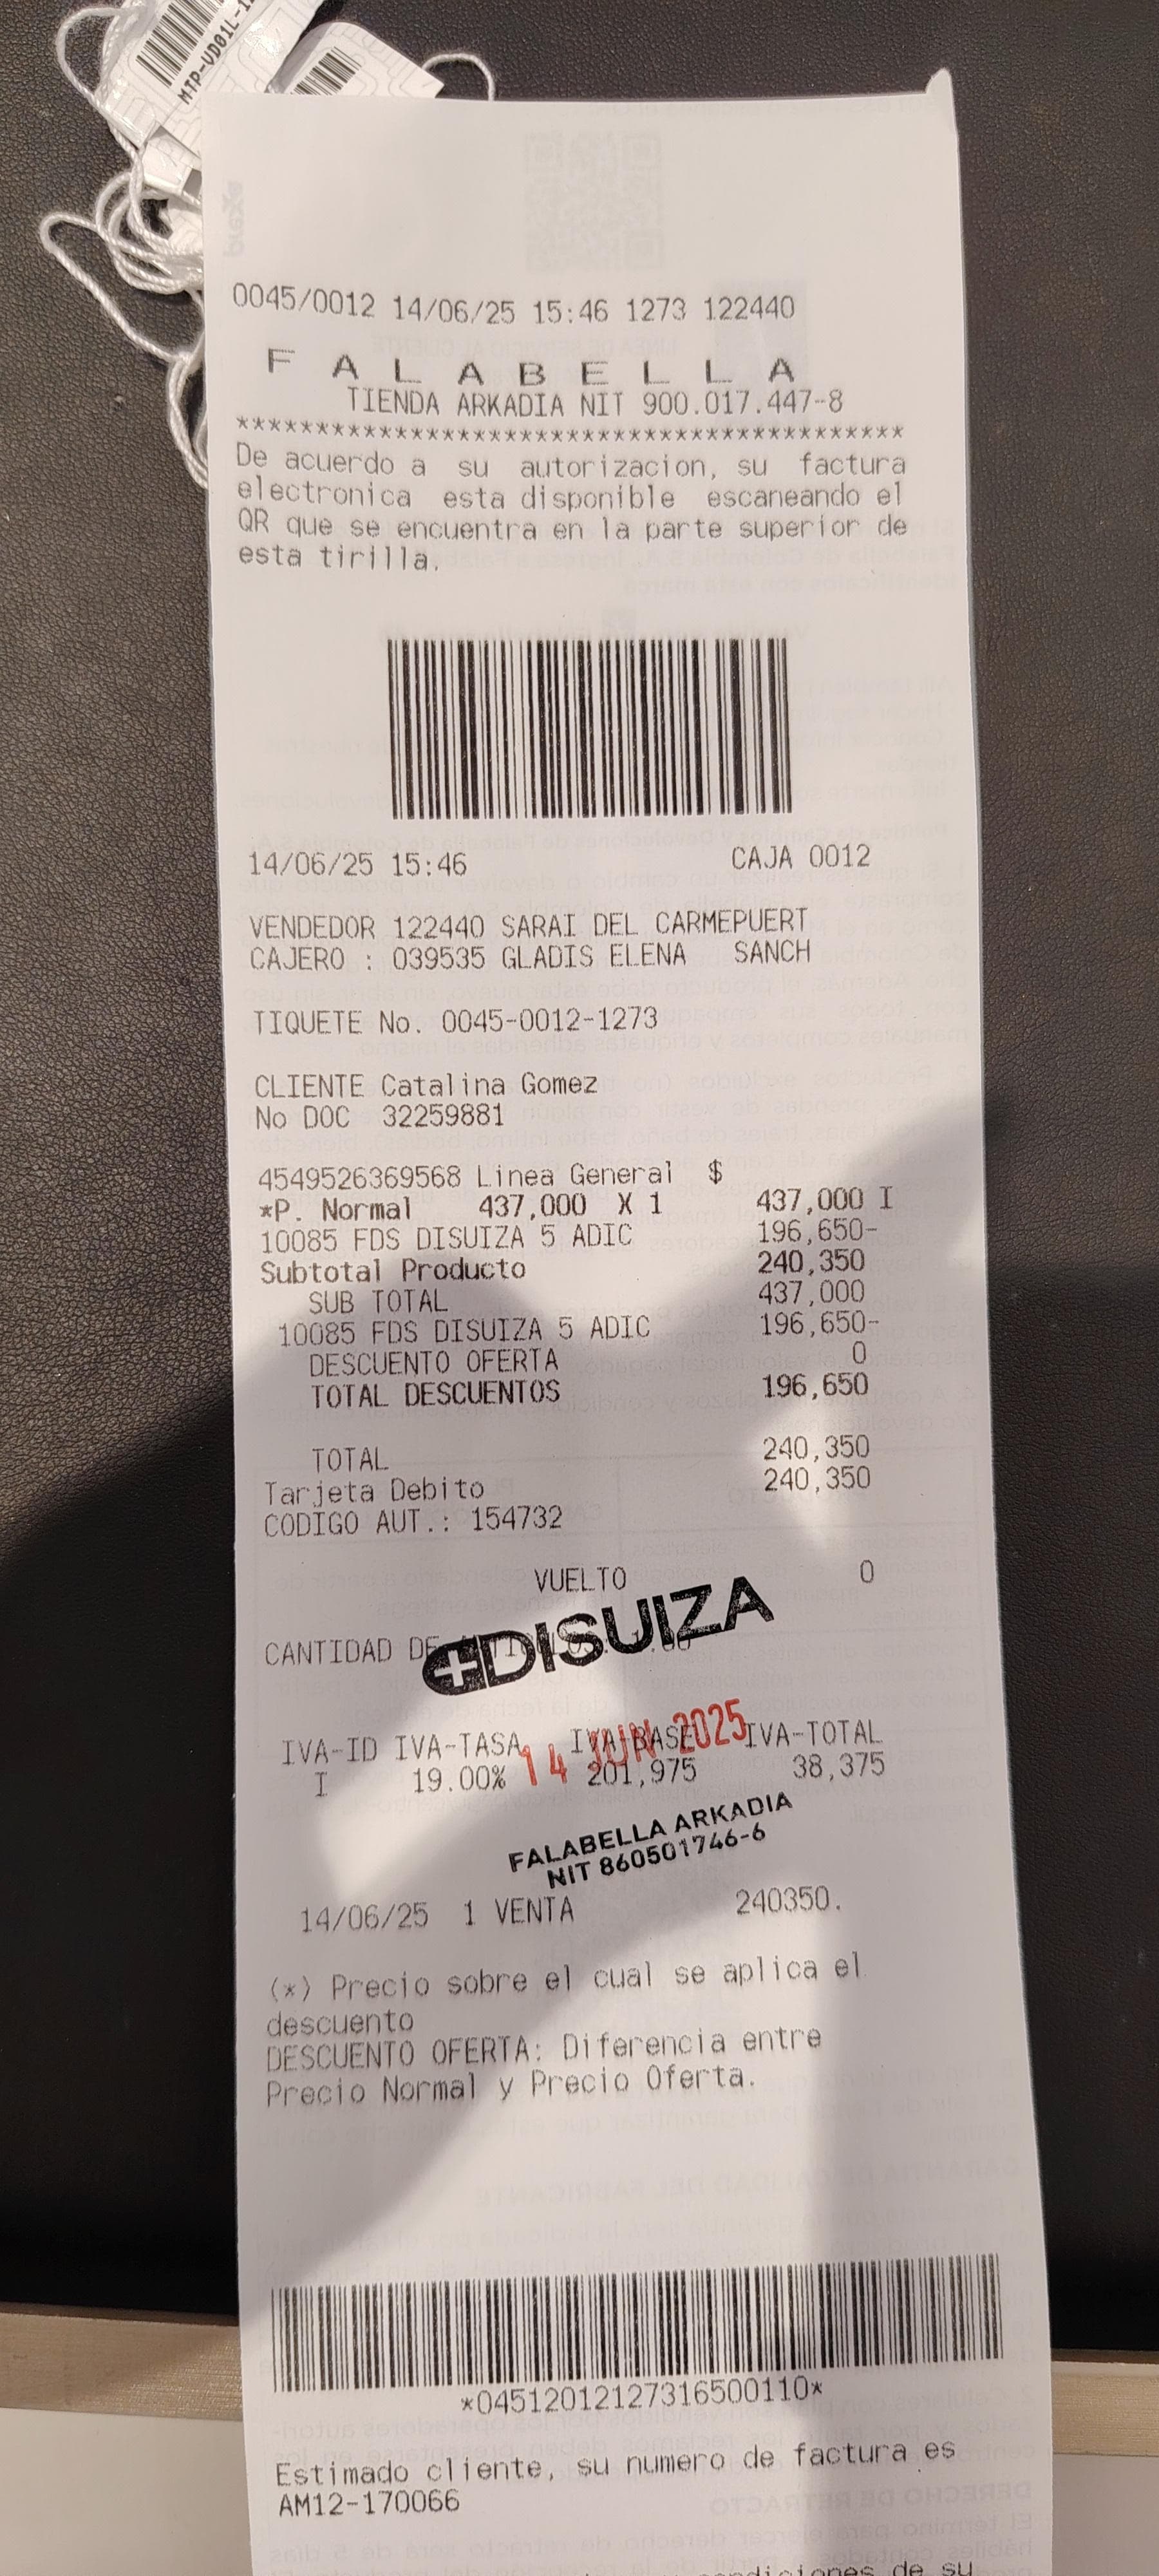 MTP-VD01L-1
0045/0012 14/06/25 15:46 1273 122440
F A L A B E L L A
TIENDA ARKADIA NIT 900.017.447-8
******************************************
De acuerdo a su autorizacion, su factura
electronica esta disponible escaneando el
QR que se encuentra en la parte superior de
esta tirilla.
14/06/25 15:46 CAJA 0012
VENDEDOR 122440 SARAI DEL CARMEPUERT
CAJERO : 039535 GLADIS ELENA SANCH
TIQUETE No. 0045-0012-1273
CLIENTE Catalina Gomez
No DOC 32259881
4549526369568 Linea General $
*P. Normal 437,000 X 1 437,000 I
10085 FDS DISUIZA 5 ADIC 196,650-
Subtotal Producto 240,350
SUB TOTAL 437,000
10085 FDS DISUIZA 5 ADIC 196,650-
DESCUENTO OFERTA 0
TOTAL DESCUENTOS 196,650
TOTAL 240,350
Tarjeta Debito 240,350
CODIGO AUT.: 154732
VUELTO 0
DISUIZA
CANTIDAD DE
14 JUN 2025
IVA-ID IVA-TASA IVA-BASE IVA-TOTAL
I 19.00% 201,975 38,375
FALABELLA ARKADIA
NIT 860501746-6
14/06/25 1 VENTA 240350.
(*) Precio sobre el cual se aplica el
descuento
DESCUENTO OFERTA: Diferencia entre
Precio Normal y Precio Oferta.
*04512012127316500110*
Estimado cliente, su numero de factura es
AM12-170066
condiciones de su